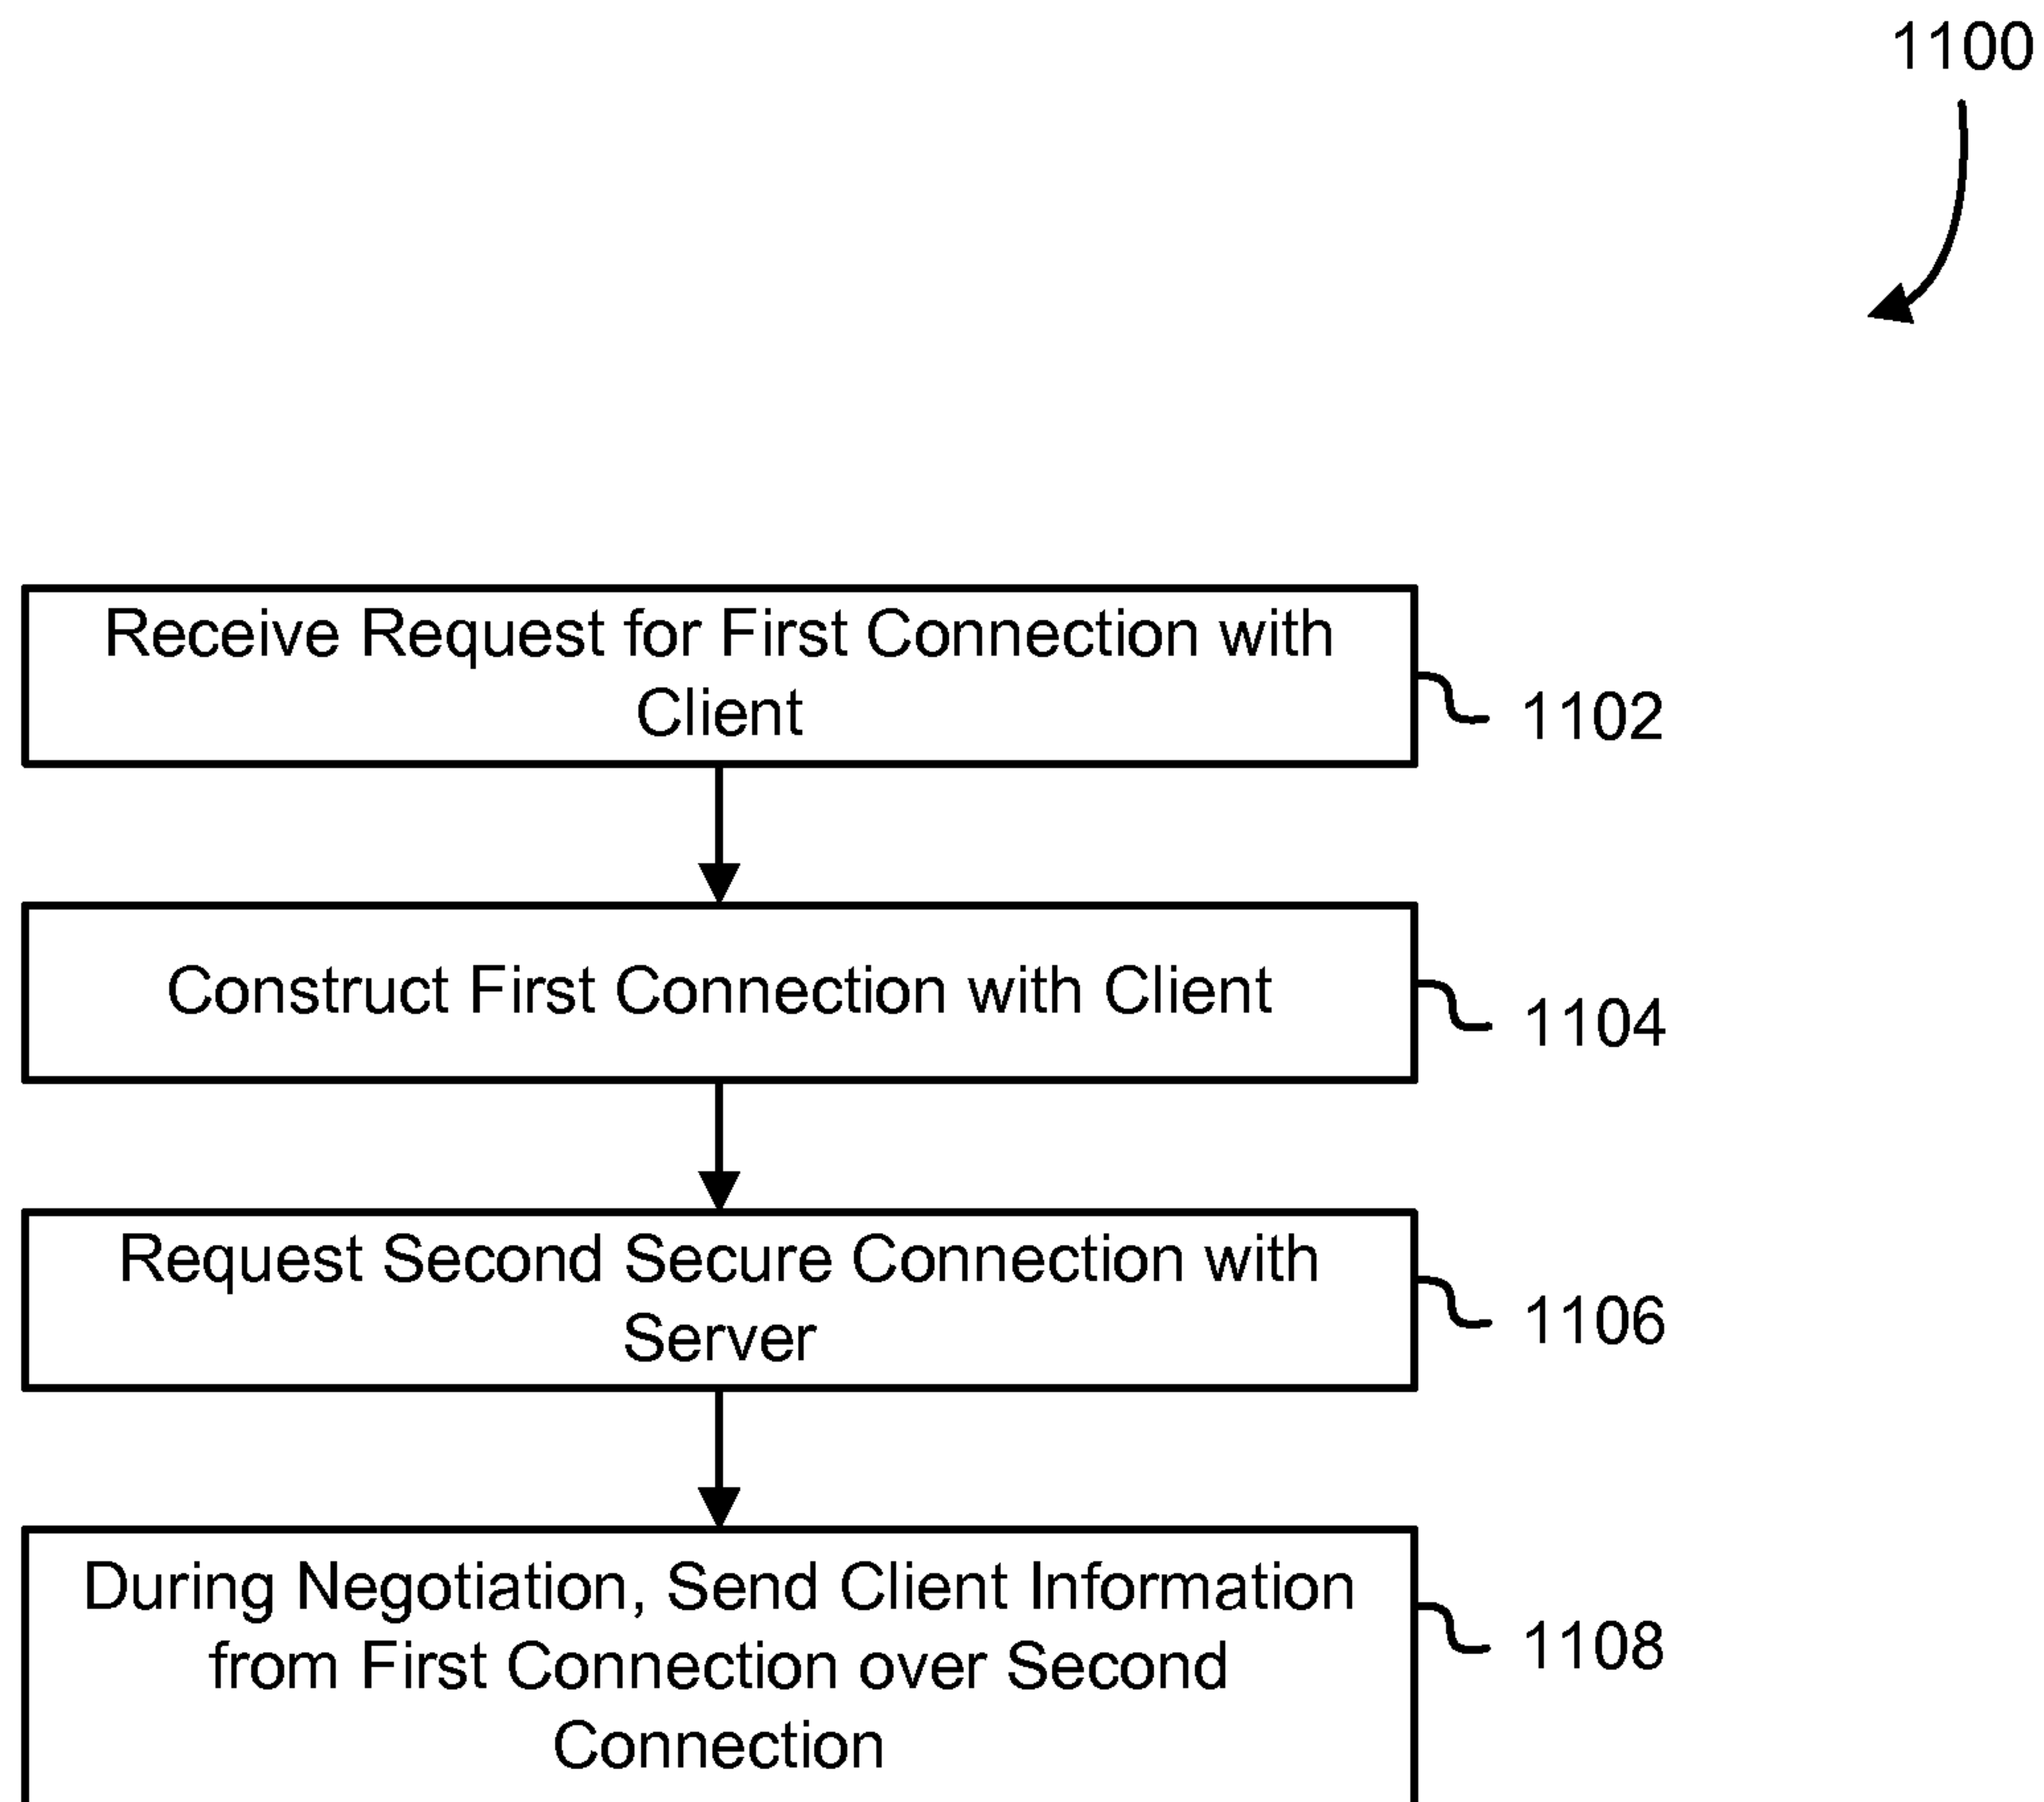 1100
Receive Request for First Connection with
Client
1102
Construct First Connection with Client
1104
Request Second Secure Connection with
Server
1106
During Negotiation, Send Client Information
from First Connection over Second
Connection
1108